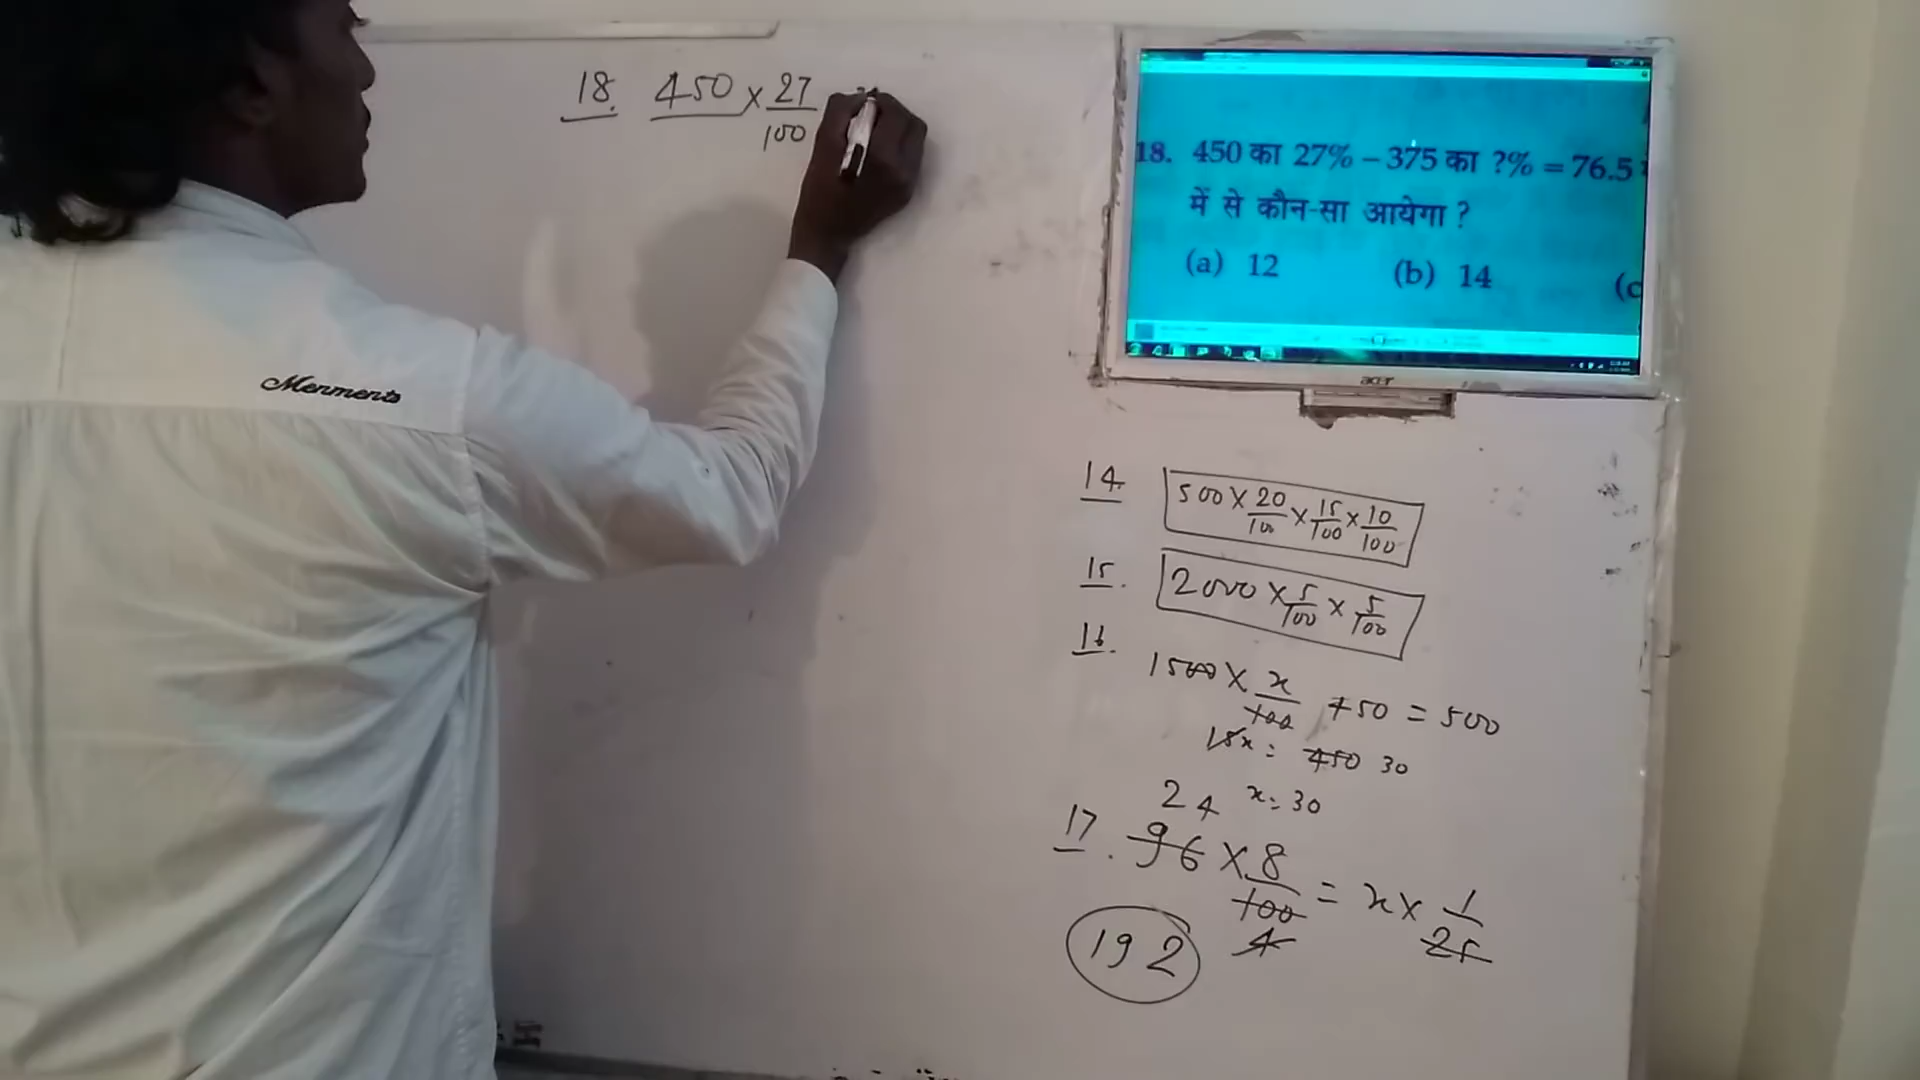 18. 450 × 27/100
18. 450 का 27% – 375 का ?% = 76.5
में से कौन-सा आयेगा ?
(a) 12 (b) 14 (c
acer
Menments
14. 500 × 20/100 × 15/100 × 10/100
15. 2000 × 5/100 × 5/100
16. 1500 × x/100 + 50 = 500
15x = 450 30
x = 30
24
17. 96 × 8/100 = x × 1/25
4
192